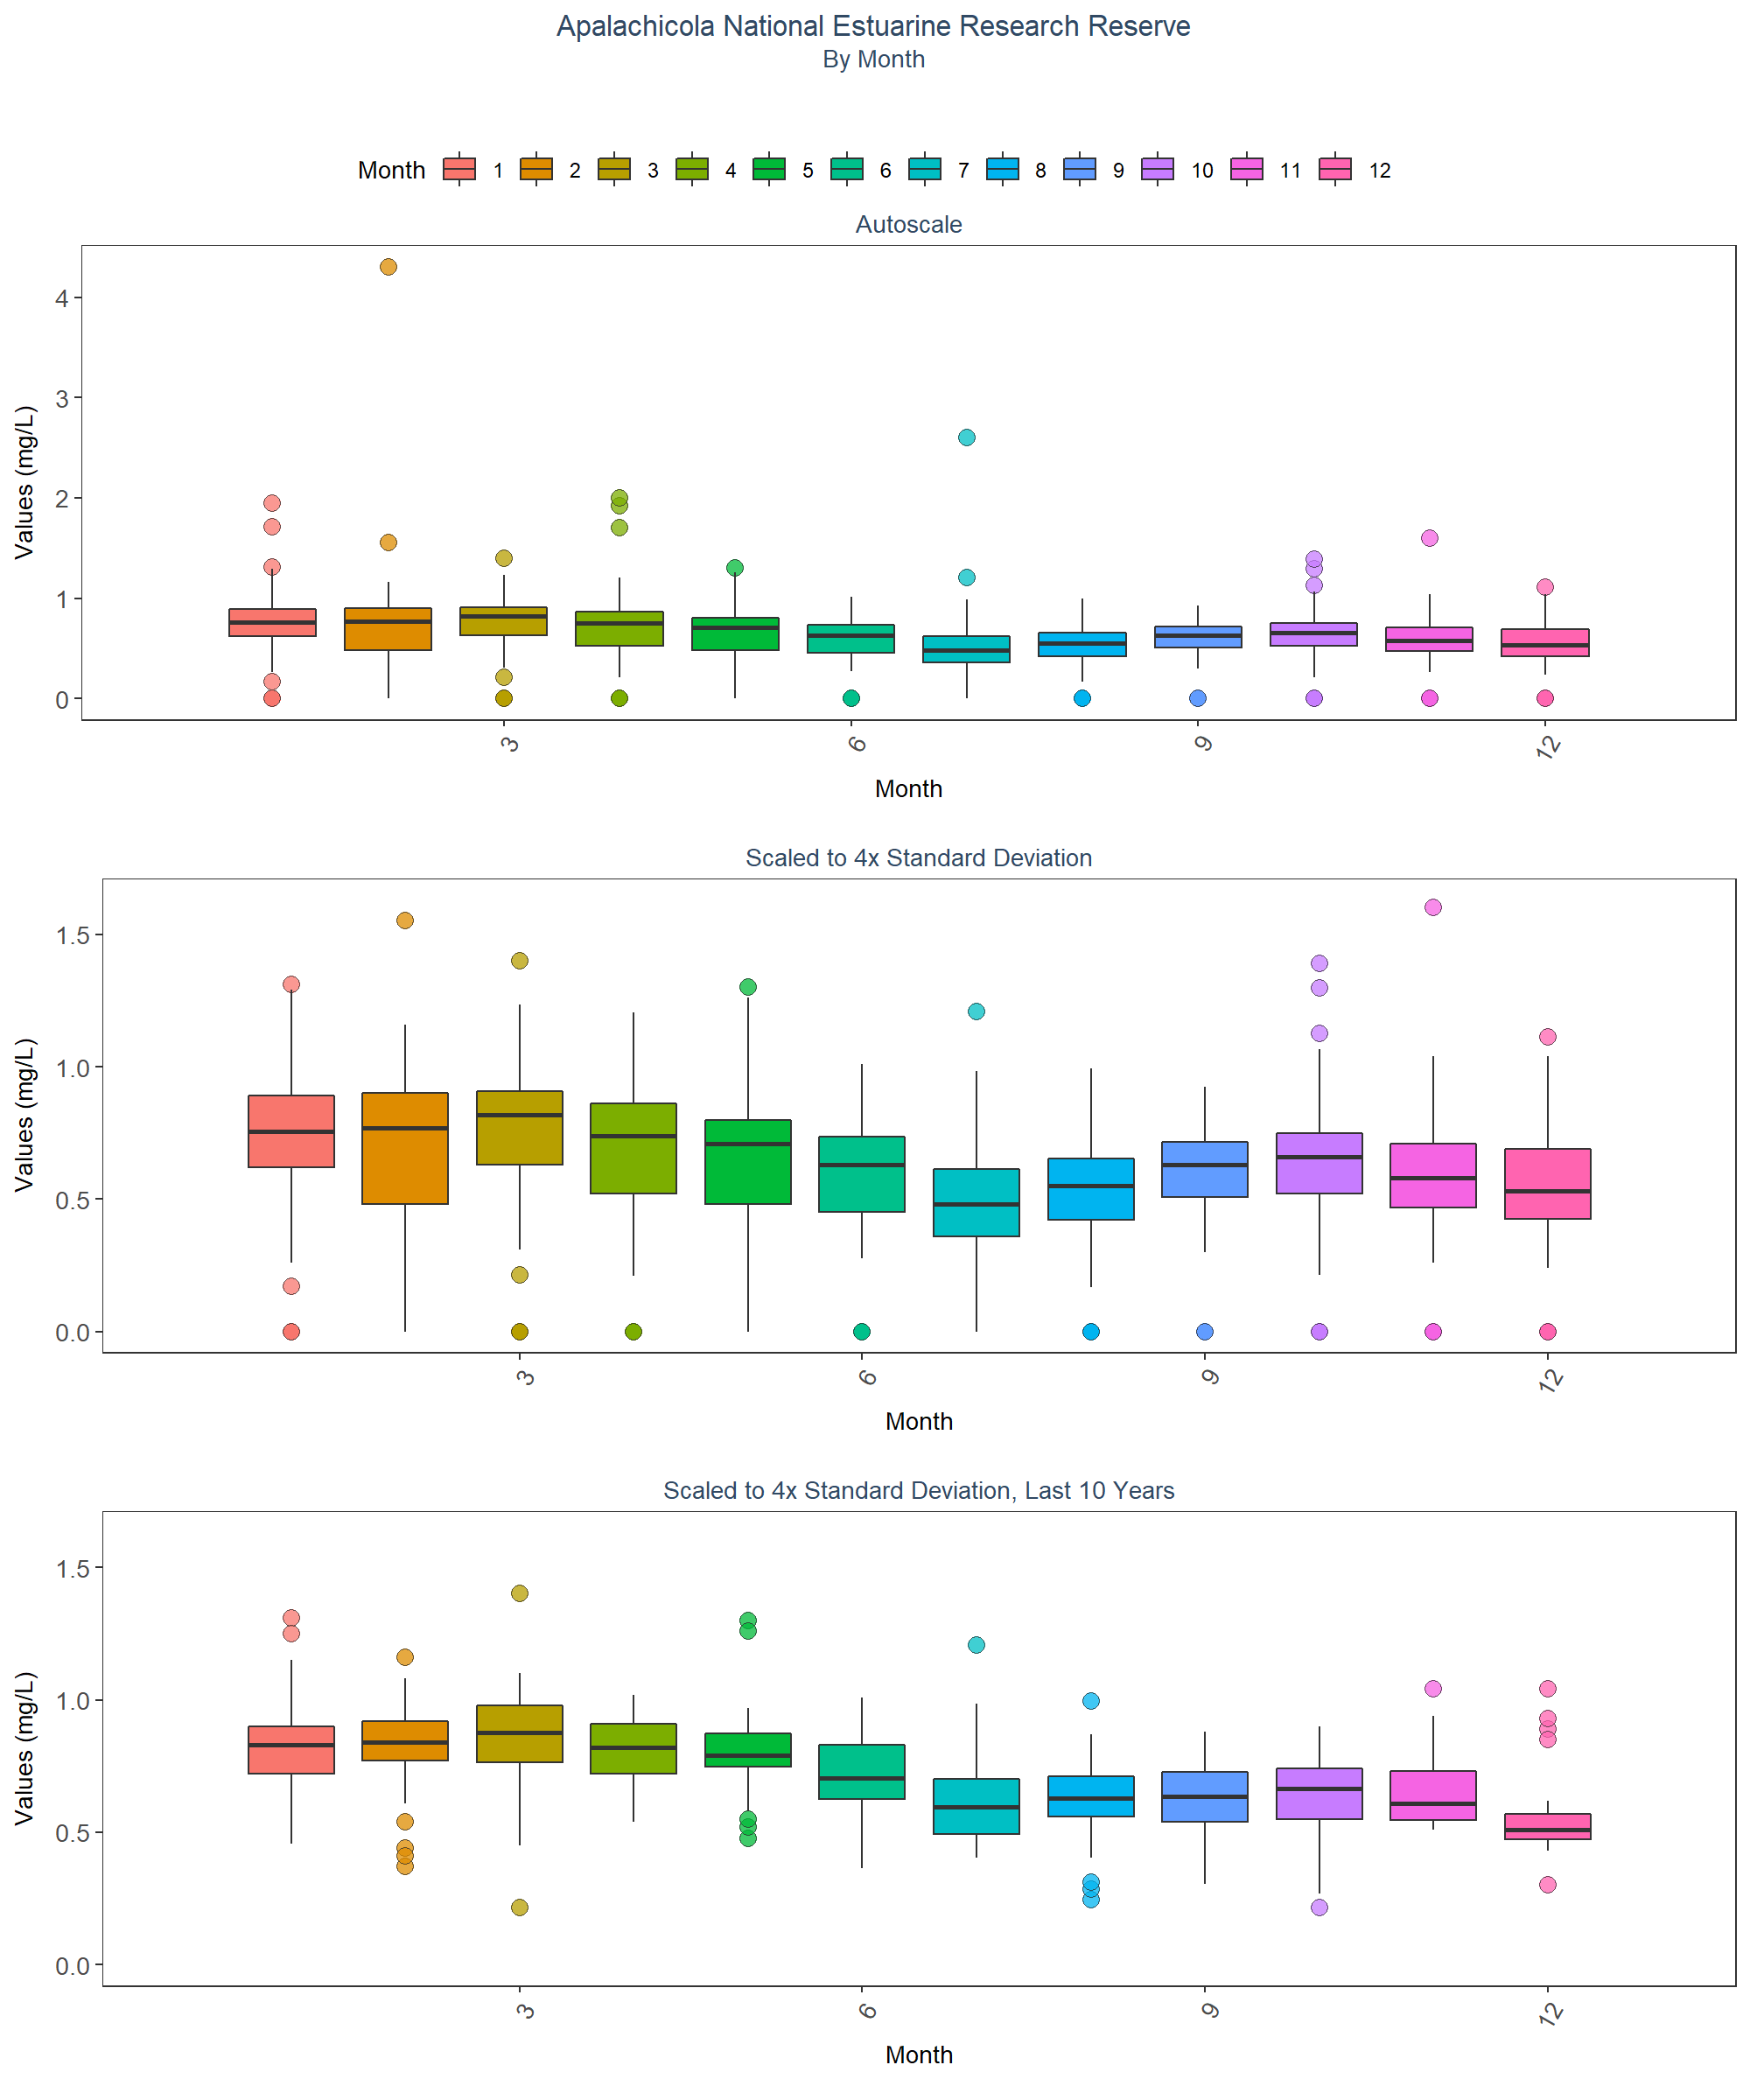 Apalachicola National Estuarine Research Reserve
By Month
Month 1 2 3 4 5 6 7 8 9 10 11 12
Autoscale
Values (mg/L)
4
3
2
1
0
3 6 9 12
Month
Scaled to 4x Standard Deviation
Values (mg/L)
1.5
1.0
0.5
0.0
3 6 9 12
Month
Scaled to 4x Standard Deviation, Last 10 Years
Values (mg/L)
1.5
1.0
0.5
0.0
3 6 9 12
Month